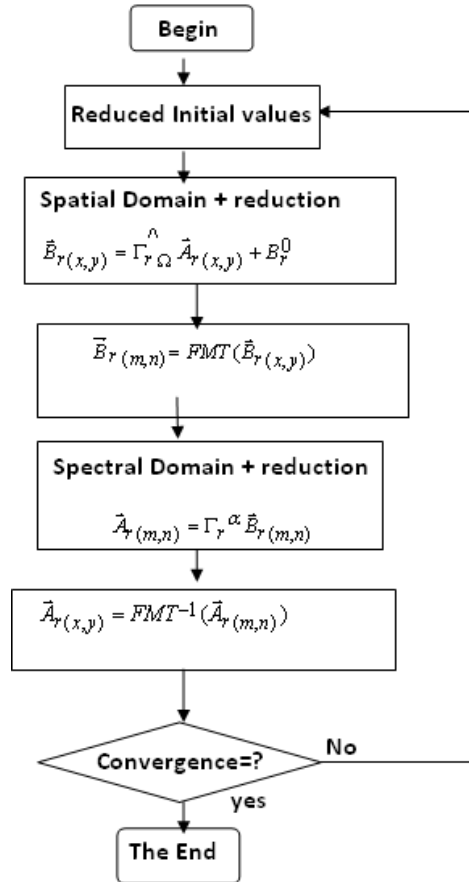 Begin
Reduced Initial values
Spatial Domain + reduction
B⃗r(x,y) = Γ^rΩ A⃗r(x,y) + Br0
B⃗r(m,n) = FMT(B⃗r(x,y))
Spectral Domain + reduction
A⃗r(m,n) = Γr α B⃗r(m,n)
A⃗r(x,y) = FMT−1(A⃗r(m,n))
Convergence=?
No
yes
The End